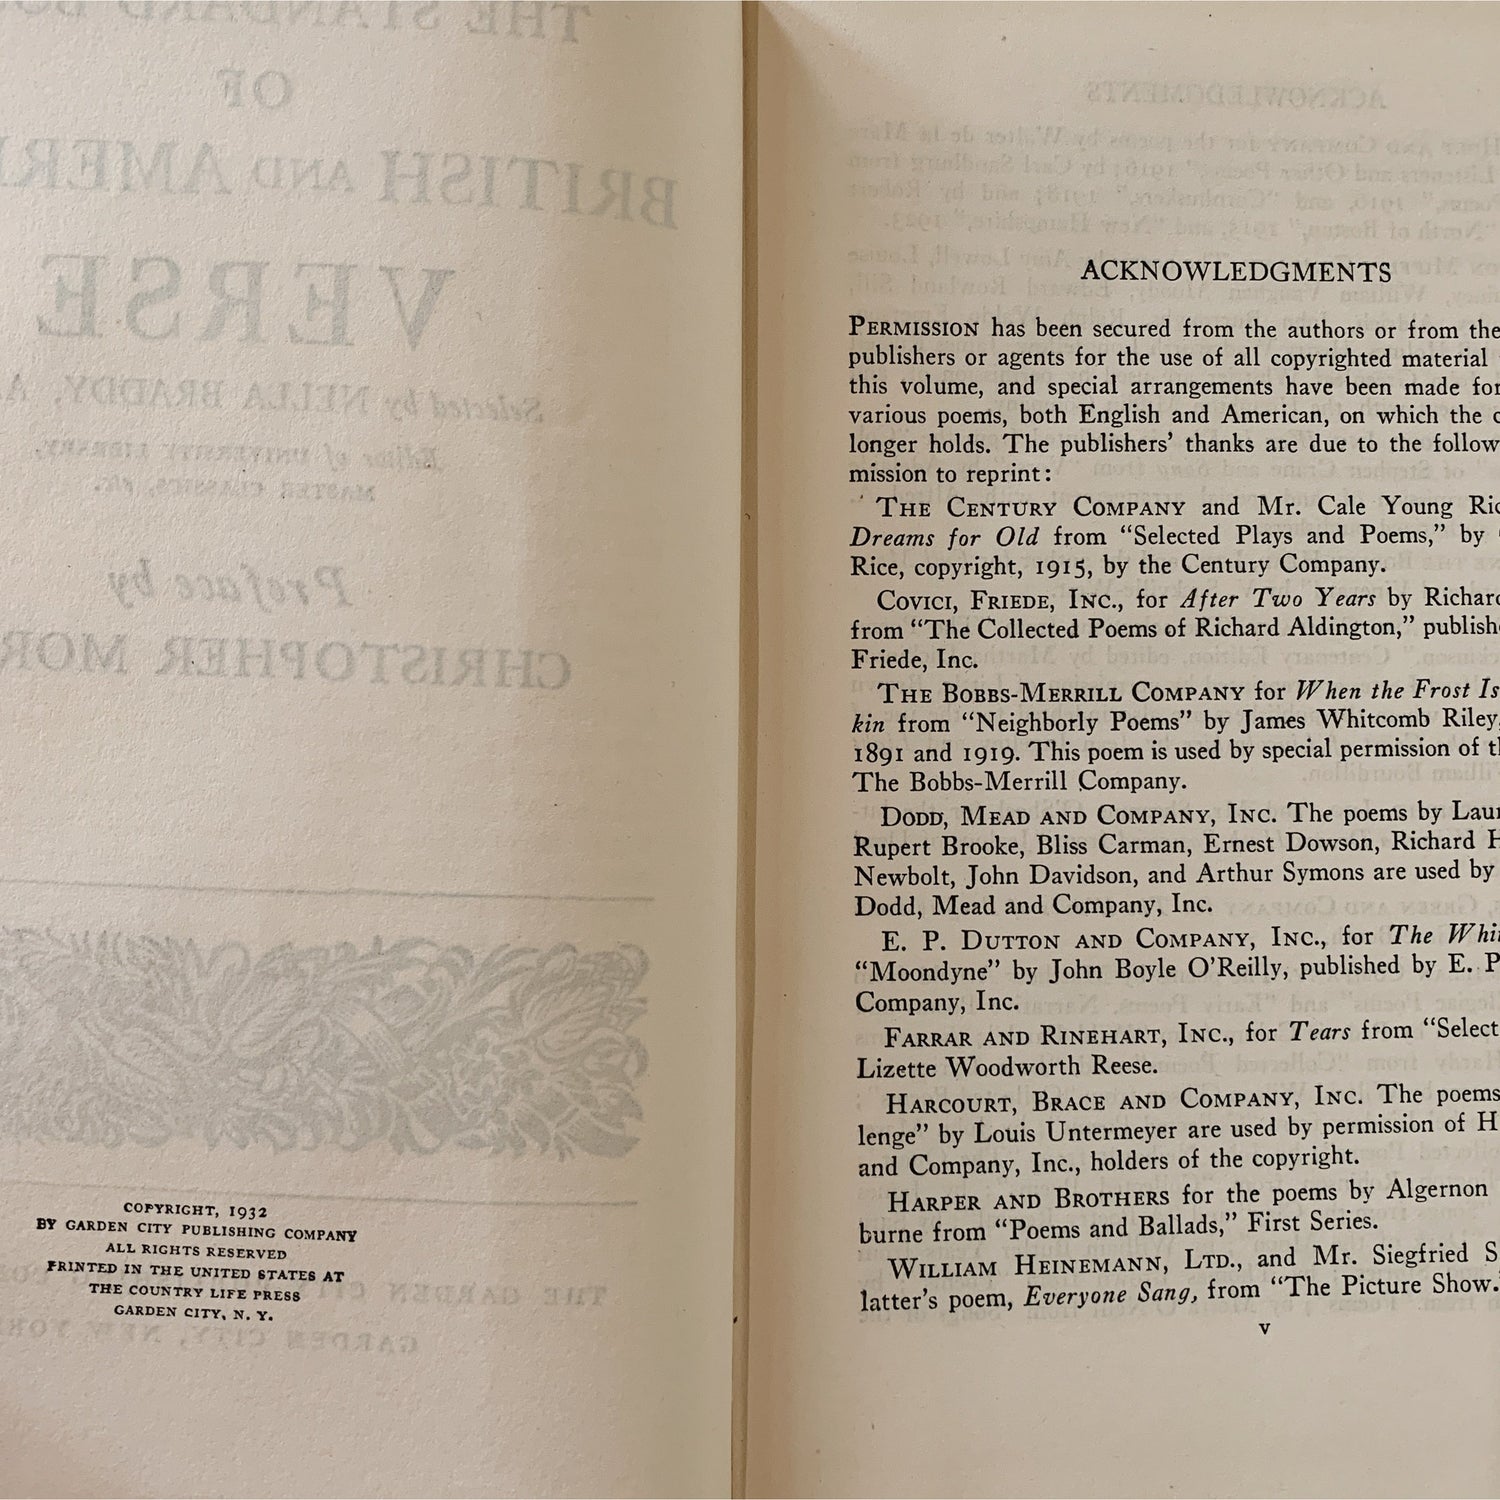 COPYRIGHT, 1932
BY GARDEN CITY PUBLISHING COMPANY
ALL RIGHTS RESERVED
PRINTED IN THE UNITED STATES AT
THE COUNTRY LIFE PRESS
GARDEN CITY, N. Y.
ACKNOWLEDGMENTS
PERMISSION has been secured from the authors or from the
publishers or agents for the use of all copyrighted material
this volume, and special arrangements have been made for
various poems, both English and American, on which the
longer holds. The publishers' thanks are due to the
mission to reprint:
THE CENTURY COMPANY and Mr. Cale Young
Dreams for Old from “Selected Plays and Poems,” by
Rice, copyright, 1915, by the Century Company.
COVICI, FRIEDE, INC., for After Two Years by
from “The Collected Poems of Richard Aldington,”
Friede, Inc.
THE BOBBS-MERRILL COMPANY for When the Frost Is
kin from “Neighborly Poems” by James Whitcomb Riley,
1891 and 1919. This poem is used by special permission of
The Bobbs-Merrill Company.
DODD, MEAD AND COMPANY, INC. The poems by
Rupert Brooke, Bliss Carman, Ernest Dowson, Richard
Newbolt, John Davidson, and Arthur Symons are used by
Dodd, Mead and Company, Inc.
E. P. DUTTON AND COMPANY, INC., for The
“Moondyne” by John Boyle O'Reilly, published by E. P
Company, Inc.
FARRAR AND RINEHART, INC., for Tears from “Select
Lizette Woodworth Reese.
HARCOURT, BRACE AND COMPANY, INC. The poems
lenge” by Louis Untermeyer are used by permission of H
and Company, Inc., holders of the copyright.
HARPER AND BROTHERS for the poems by Algernon
burne from “Poems and Ballads,” First Series.
WILLIAM HEINEMANN, LTD., and Mr. Siegfried S
latter's poem, Everyone Sang, from “The Picture Show.
v